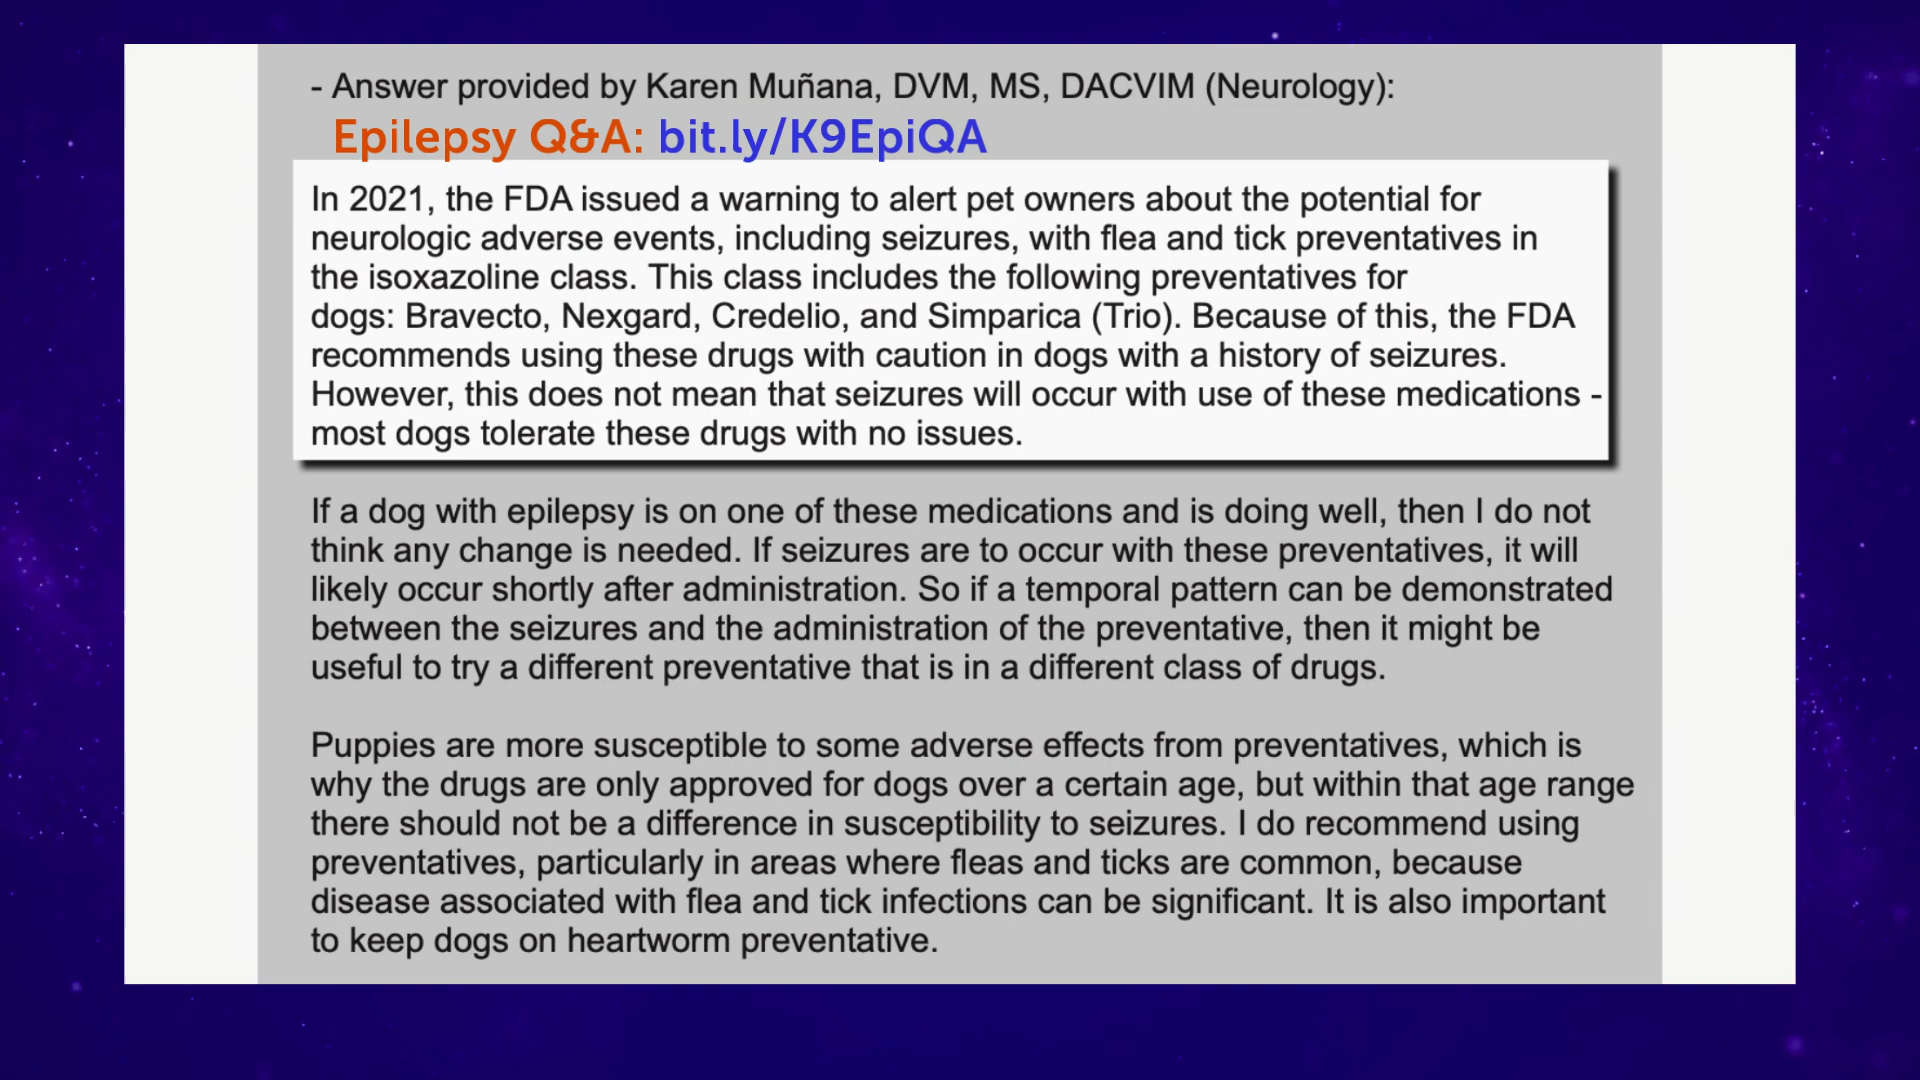 - Answer provided by Karen Muñana, DVM, MS, DACVIM (Neurology):
Epilepsy Q&A: bit.ly/K9EpiQA
In 2021, the FDA issued a warning to alert pet owners about the potential for
neurologic adverse events, including seizures, with flea and tick preventatives in
the isoxazoline class. This class includes the following preventatives for
dogs: Bravecto, Nexgard, Credelio, and Simparica (Trio). Because of this, the FDA
recommends using these drugs with caution in dogs with a history of seizures.
However, this does not mean that seizures will occur with use of these medications -
most dogs tolerate these drugs with no issues.
If a dog with epilepsy is on one of these medications and is doing well, then I do not
think any change is needed. If seizures are to occur with these preventatives, it will
likely occur shortly after administration. So if a temporal pattern can be demonstrated
between the seizures and the administration of the preventative, then it might be
useful to try a different preventative that is in a different class of drugs.
Puppies are more susceptible to some adverse effects from preventatives, which is
why the drugs are only approved for dogs over a certain age, but within that age range
there should not be a difference in susceptibility to seizures. I do recommend using
preventatives, particularly in areas where fleas and ticks are common, because
disease associated with flea and tick infections can be significant. It is also important
to keep dogs on heartworm preventative.